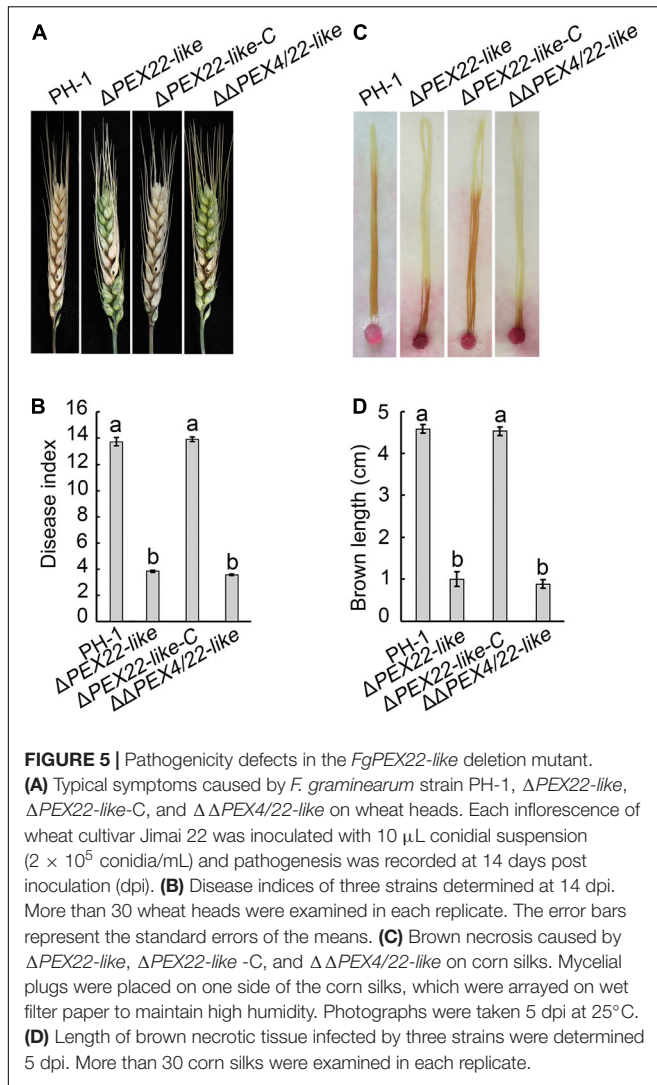 A
PH-1
ΔPEX22-like
ΔPEX22-like-C
ΔΔPEX4/22-like
C
PH-1
ΔPEX22-like
ΔPEX22-like-C
ΔΔPEX4/22-like
B
Disease index
16
14
12
10
8
6
4
2
0
a
b
a
b
PH-1
ΔPEX22-like
ΔPEX22-like-C
ΔΔPEX4/22-like
D
Brown length (cm)
5
4
3
2
1
0
a
b
a
b
PH-1
ΔPEX22-like
ΔPEX22-like-C
ΔΔPEX4/22-like
FIGURE 5 | Pathogenicity defects in the FgPEX22-like deletion mutant.
(A) Typical symptoms caused by F. graminearum strain PH-1, ΔPEX22-like,
ΔPEX22-like-C, and ΔΔPEX4/22-like on wheat heads. Each inflorescence of
wheat cultivar Jimai 22 was inoculated with 10 μL conidial suspension
(2 × 10⁵ conidia/mL) and pathogenesis was recorded at 14 days post
inoculation (dpi). (B) Disease indices of three strains determined at 14 dpi.
More than 30 wheat heads were examined in each replicate. The error bars
represent the standard errors of the means. (C) Brown necrosis caused by
ΔPEX22-like, ΔPEX22-like -C, and ΔΔPEX4/22-like on corn silks. Mycelial
plugs were placed on one side of the corn silks, which were arrayed on wet
filter paper to maintain high humidity. Photographs were taken 5 dpi at 25°C.
(D) Length of brown necrotic tissue infected by three strains were determined
5 dpi. More than 30 corn silks were examined in each replicate.